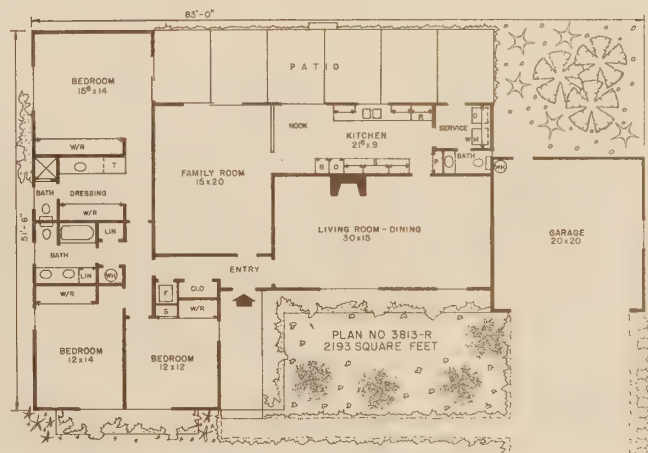 83'-0"
PATIO
BEDROOM
15⁶x14
NOOK
R
KITCHEN
21⁶x9
SERVICE
D
W
W/R
T
FAMILY ROOM
15x20
B O S
P
BATH
WH
BATH
DRESSING
W/R
LIN
LIVING ROOM-DINING
30x15
GARAGE
20x20
51'-6"
BATH
LIN
WH
ENTRY
W/R
F
CLO
S
W/R
PLAN NO 3813-R
2193 SQUARE FEET
BEDROOM
12x14
BEDROOM
12x12